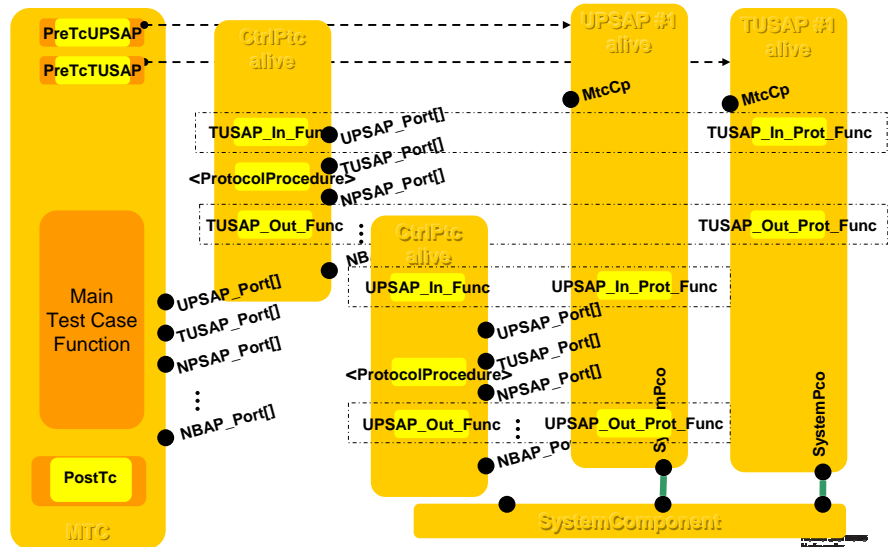 PreTcUPSAP
PreTcTUSAP
Main
Test Case
Function
PostTc
MTC
UPSAP_Port[]
TUSAP_Port[]
NPSAP_Port[]
NBAP_Port[]
CtrlPtc
alive
TUSAP_In_Func
<ProtocolProcedure>
TUSAP_Out_Func
UPSAP_Port[]
TUSAP_Port[]
NPSAP_Port[]
CtrlPtc
alive
UPSAP_In_Func
<ProtocolProcedure>
UPSAP_Out_Func
UPSAP_Port[]
TUSAP_Port[]
NPSAP_Port[]
UPSAP #1
alive
MtcCp
UPSAP_In_Prot_Func
UPSAP_Out_Prot_Func
TUSAP #1
alive
MtcCp
TUSAP_In_Prot_Func
TUSAP_Out_Prot_Func
SystemPco
SystemComponent